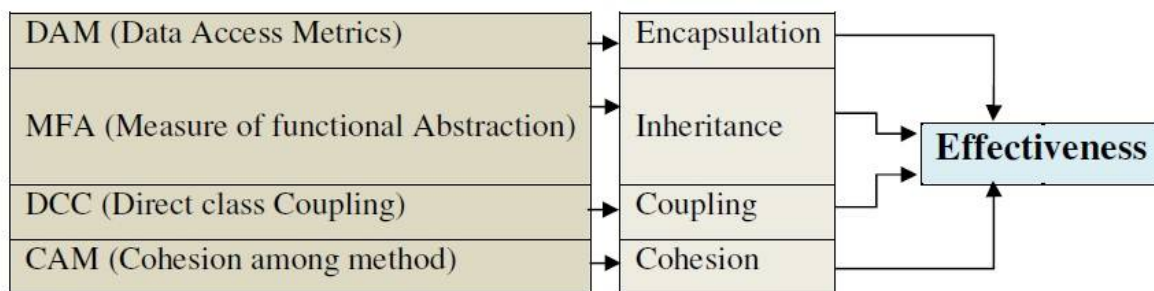 DAM (Data Access Metrics)
Encapsulation
MFA (Measure of functional Abstraction)
Inheritance
Effectiveness
DCC (Direct class Coupling)
Coupling
CAM (Cohesion among method)
Cohesion